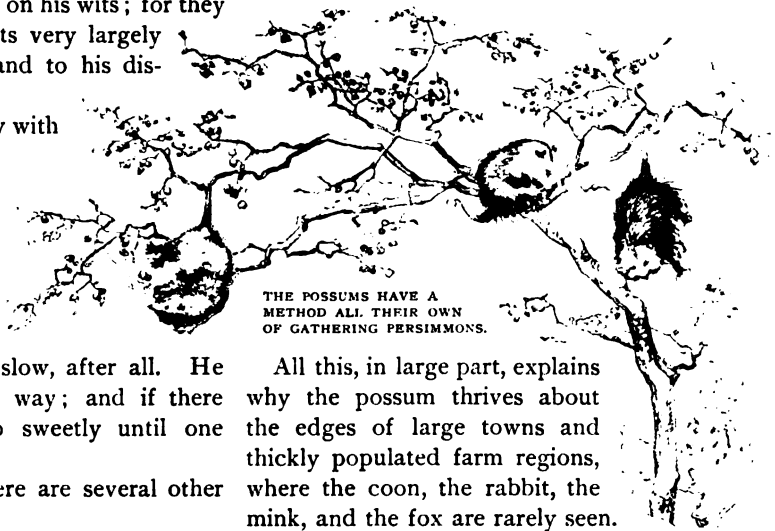 on his wits; for they
ts very largely
and to his dis-
with
THE POSSUMS HAVE A
METHOD ALL THEIR OWN
OF GATHERING PERSIMMONS.
slow, after all. He
way; and if there
sweetly until one
ere are several other
All this, in large part, explains
why the possum thrives about
the edges of large towns and
thickly populated farm regions,
where the coon, the rabbit, the
mink, and the fox are rarely seen.